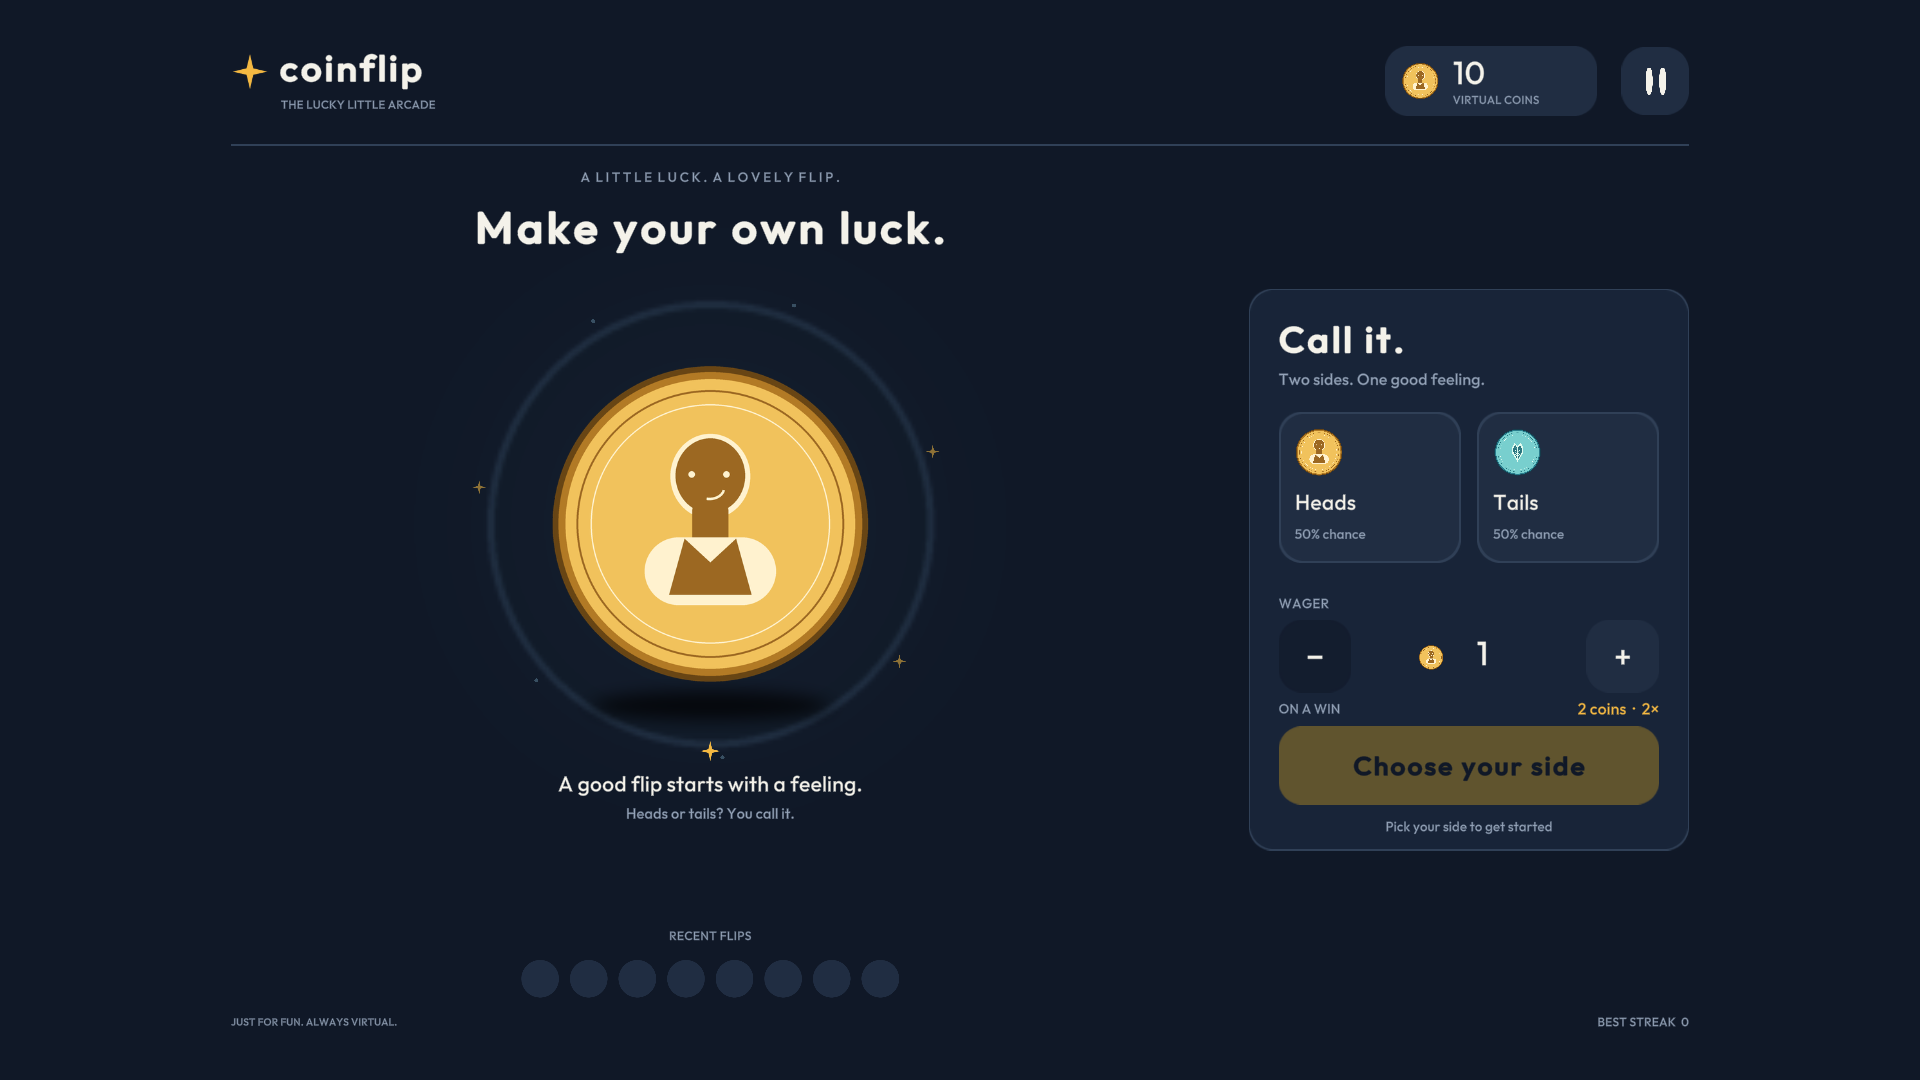 coinflip
THE LUCKY LITTLE ARCADE
10
VIRTUAL COINS
A LITTLE LUCK. A LOVELY FLIP.
Make your own luck.
A good flip starts with a feeling.
Heads or tails? You call it.
RECENT FLIPS
Call it.
Two sides. One good feeling.
Heads
50% chance
Tails
50% chance
WAGER
− 1 +
ON A WIN
2 coins · 2×
Choose your side
Pick your side to get started
JUST FOR FUN. ALWAYS VIRTUAL.
BEST STREAK 0